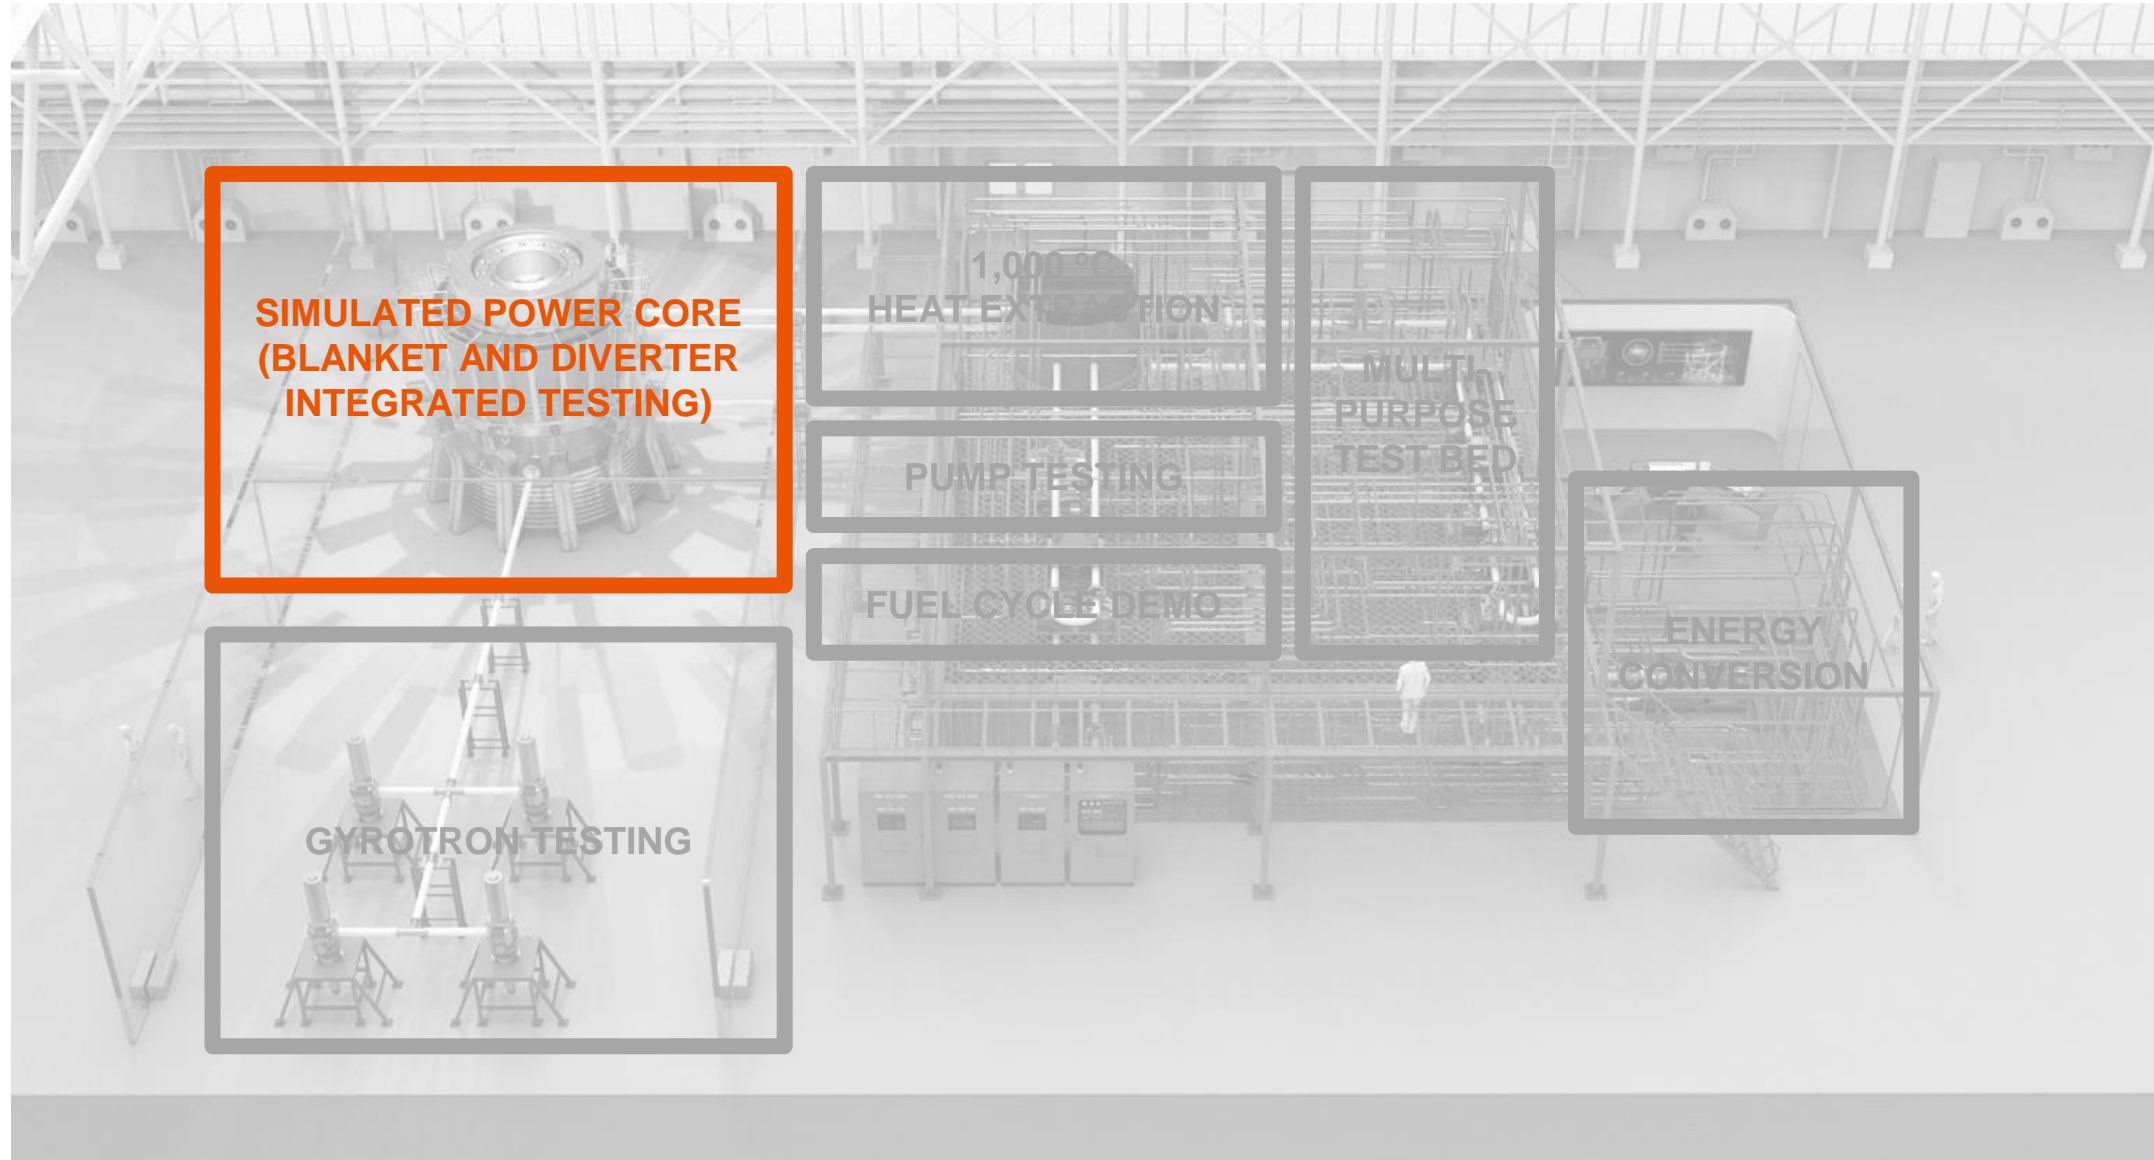 SIMULATED POWER CORE
(BLANKET AND DIVERTER
INTEGRATED TESTING)
1,000 °C
HEAT EXTRACTION
PUMP TESTING
FUEL CYCLE DEMO
MULTI-
PURPOSE
TEST BED
ENERGY
CONVERSION
GYROTRON TESTING